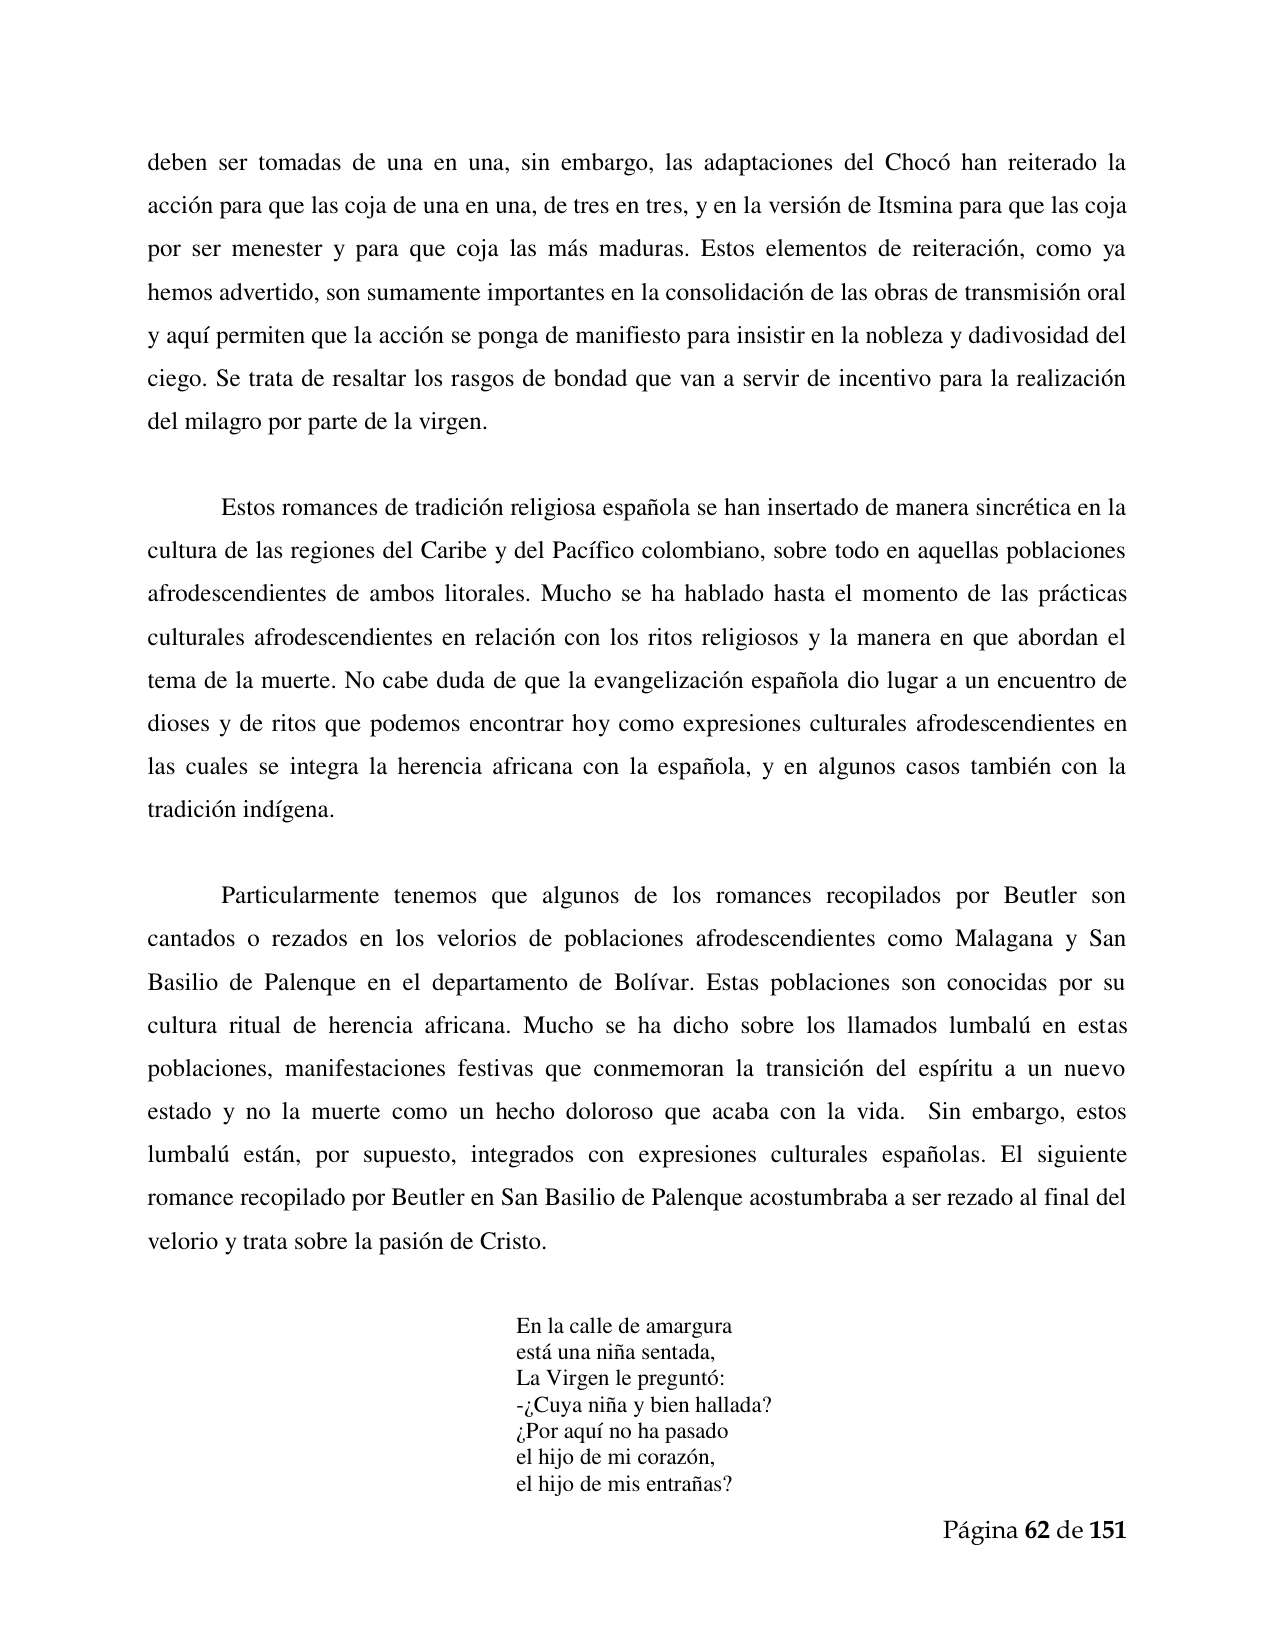 deben ser tomadas de una en una, sin embargo, las adaptaciones del Chocó han reiterado la
acción para que las coja de una en una, de tres en tres, y en la versión de Itsmina para que las coja
por ser menester y para que coja las más maduras. Estos elementos de reiteración, como ya
hemos advertido, son sumamente importantes en la consolidación de las obras de transmisión oral
y aquí permiten que la acción se ponga de manifiesto para insistir en la nobleza y dadivosidad del
ciego. Se trata de resaltar los rasgos de bondad que van a servir de incentivo para la realización
del milagro por parte de la virgen.
Estos romances de tradición religiosa española se han insertado de manera sincrética en la
cultura de las regiones del Caribe y del Pacífico colombiano, sobre todo en aquellas poblaciones
afrodescendientes de ambos litorales. Mucho se ha hablado hasta el momento de las prácticas
culturales afrodescendientes en relación con los ritos religiosos y la manera en que abordan el
tema de la muerte. No cabe duda de que la evangelización española dio lugar a un encuentro de
dioses y de ritos que podemos encontrar hoy como expresiones culturales afrodescendientes en
las cuales se integra la herencia africana con la española, y en algunos casos también con la
tradición indígena.
Particularmente tenemos que algunos de los romances recopilados por Beutler son
cantados o rezados en los velorios de poblaciones afrodescendientes como Malagana y San
Basilio de Palenque en el departamento de Bolívar. Estas poblaciones son conocidas por su
cultura ritual de herencia africana. Mucho se ha dicho sobre los llamados lumbalú en estas
poblaciones, manifestaciones festivas que conmemoran la transición del espíritu a un nuevo
estado y no la muerte como un hecho doloroso que acaba con la vida. Sin embargo, estos
lumbalú están, por supuesto, integrados con expresiones culturales españolas. El siguiente
romance recopilado por Beutler en San Basilio de Palenque acostumbraba a ser rezado al final del
velorio y trata sobre la pasión de Cristo.
En la calle de amargura
está una niña sentada,
La Virgen le preguntó:
-¿Cuya niña y bien hallada?
¿Por aquí no ha pasado
el hijo de mi corazón,
el hijo de mis entrañas?
Página 62 de 151